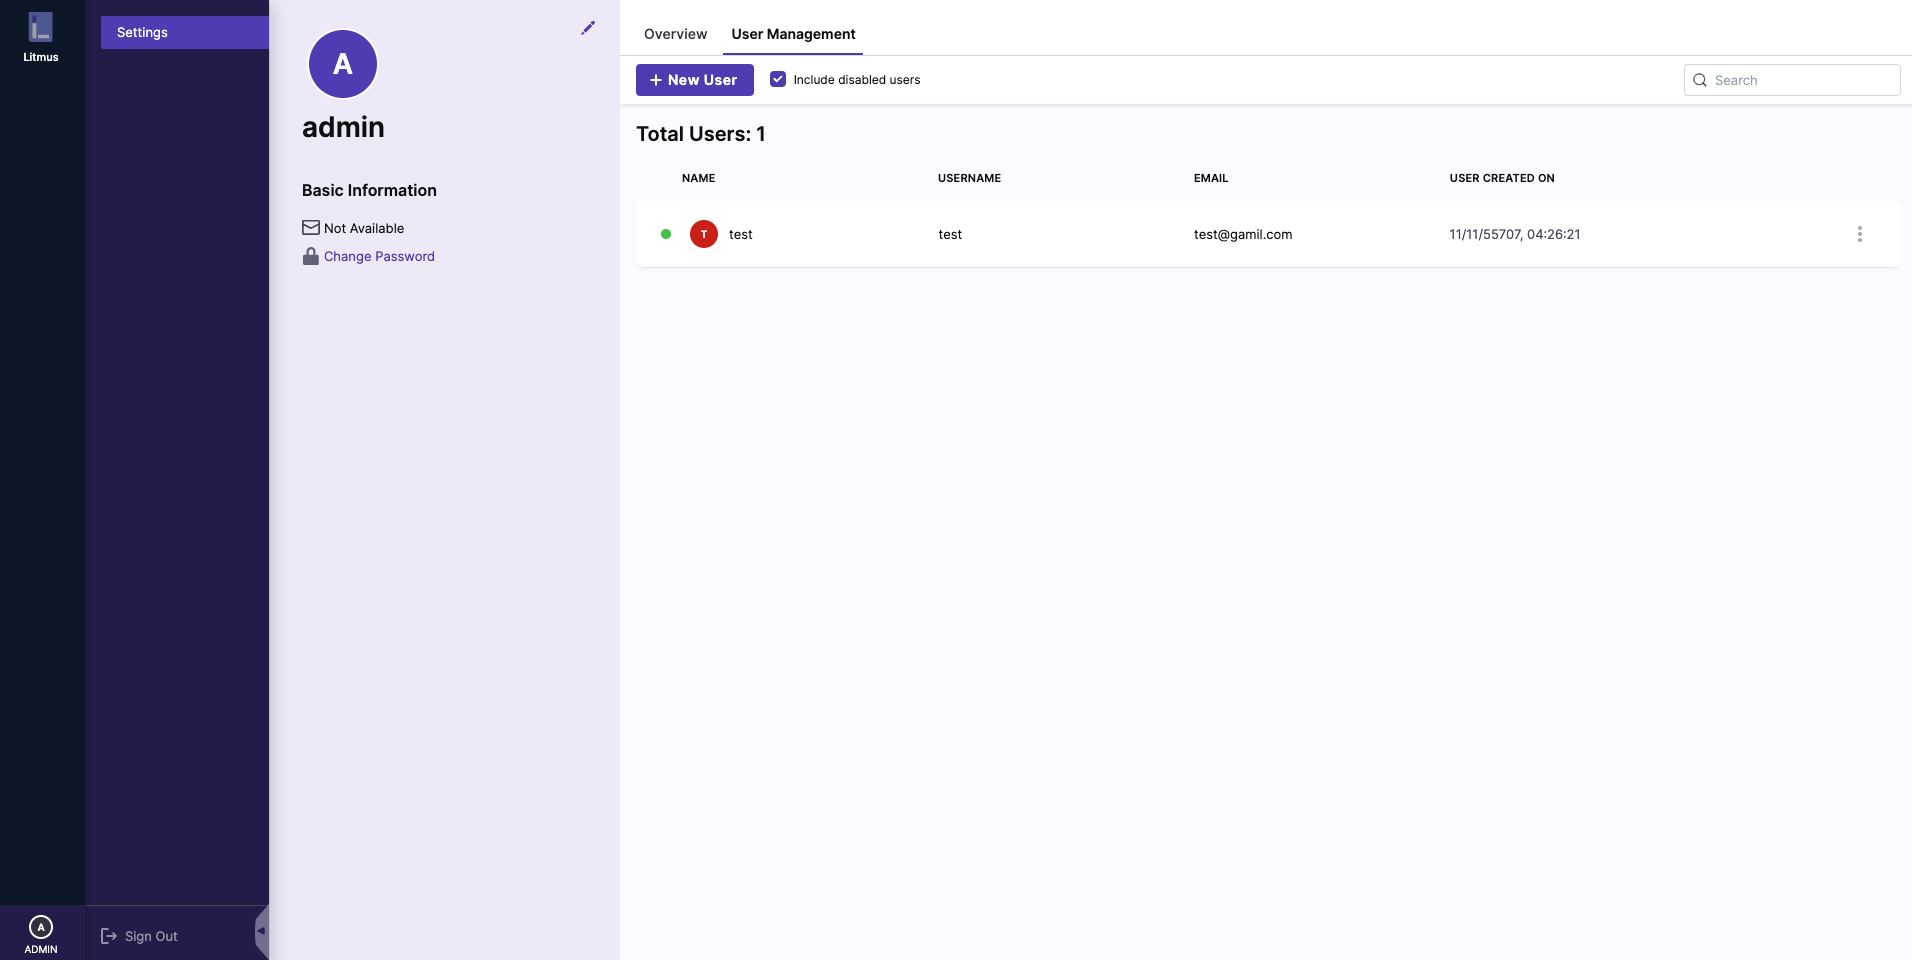 Litmus
Settings
A
admin
Basic Information
Not Available
Change Password
Overview
User Management
+ New User
Include disabled users
Search
Total Users: 1
NAME
USERNAME
EMAIL
USER CREATED ON
T
test
test
test@gamil.com
11/11/55707, 04:26:21
A
ADMIN
Sign Out